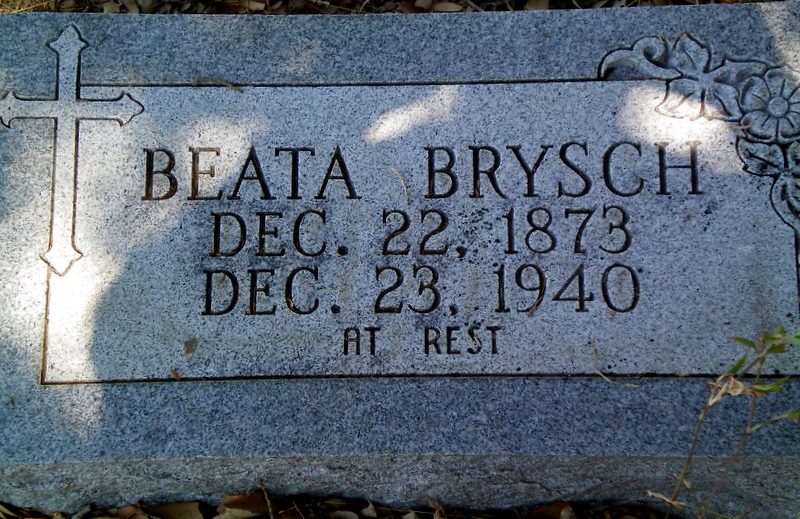 BEATA BRYSCH
DEC. 22, 1873
DEC. 23, 1940
AT REST